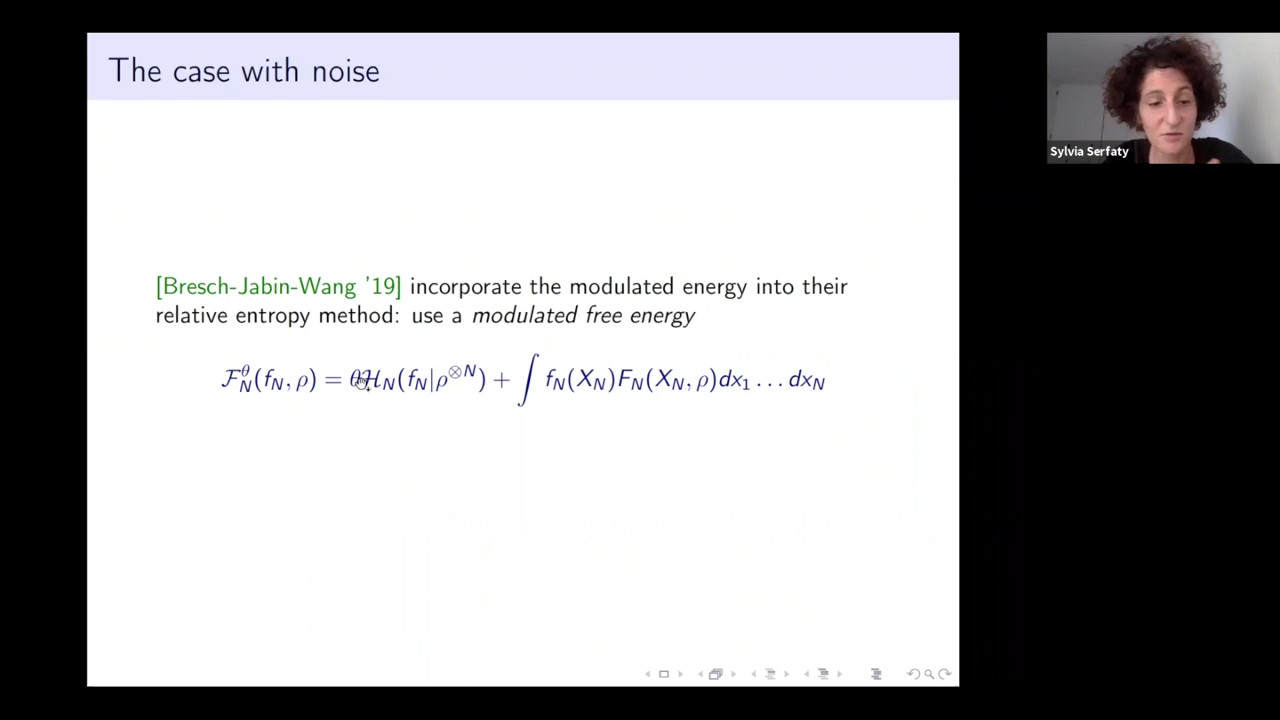 The case with noise
Sylvia Serfaty
[Bresch-Jabin-Wang '19] incorporate the modulated energy into their
relative entropy method: use a modulated free energy
𝓕_N^θ(f_N, ρ) = θ𝓗_N(f_N|ρ^{⊗N}) + ∫ f_N(X_N)F_N(X_N, ρ)dx_1 … dx_N